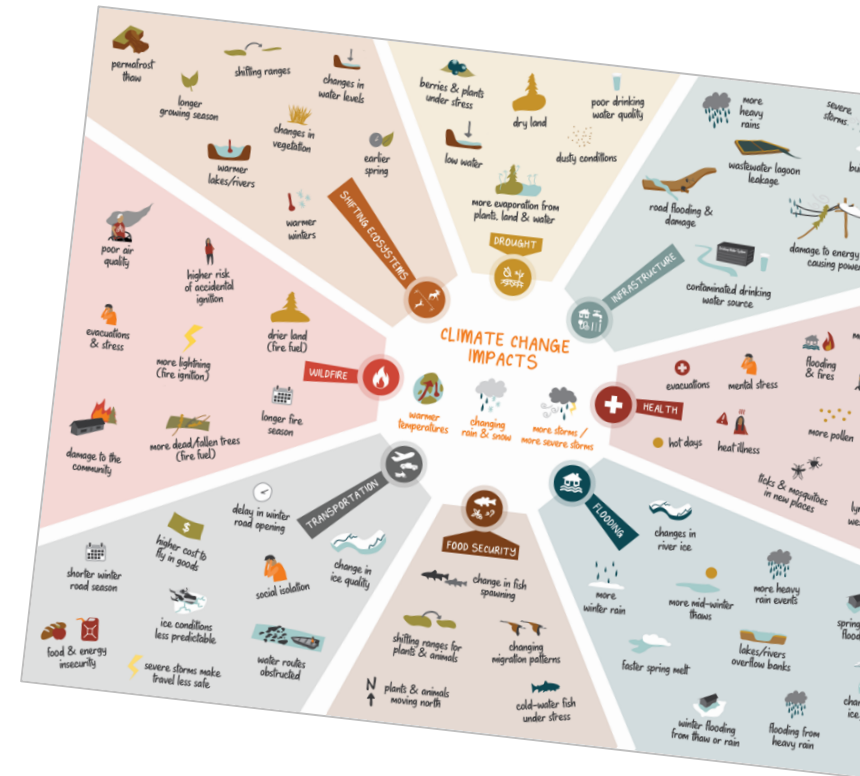 permafrost
thaw
shifting ranges
changes in
water levels
longer
growing season
changes in
vegetation
earlier
spring
warmer
lakes/rivers
warmer
winters
SHIFTING ECOSYSTEMS
berries & plants
under stress
dry land
poor drinking
water quality
low water
dusty conditions
more evaporation from
plants, land & water
DROUGHT
more
heavy
rains
severe
storms
wastewater lagoon
leakage
road flooding &
damage
damage to energy
causing power
contaminated drinking
water source
INFRASTRUCTURE
poor air
quality
higher risk
of accidental
ignition
evacuations
& stress
more lightning
(fire ignition)
drier land
(fire fuel)
WILDFIRE
longer fire
season
damage to the
community
more dead/fallen trees
(fire fuel)
CLIMATE CHANGE
IMPACTS
warmer
temperatures
changing
rain & snow
more storms /
more severe storms
evacuations
mental stress
flooding
& fires
HEALTH
hot days
heat illness
more pollen
ticks & mosquitoes
in new places
delay in winter
road opening
TRANSPORTATION
higher cost to
fly in goods
shorter winter
road season
social isolation
change in
ice quality
ice conditions
less predictable
food & energy
insecurity
severe storms make
travel less safe
water routes
obstructed
FOOD SECURITY
change in fish
spawning
shifting ranges for
plants & animals
changing
migration patterns
N
plants & animals
moving north
cold-water fish
under stress
FLOODING
changes in
river ice
more
winter rain
more mid-winter
thaws
more heavy
rain events
spring
faster spring melt
lakes/rivers
overflow banks
winter flooding
from thaw or rain
flooding from
heavy rain